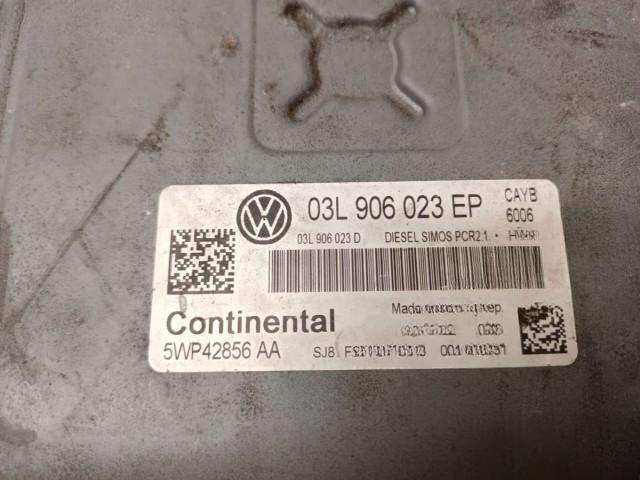 03L 906 023 EP
CAYB
6006
03L 906 023 D DIESEL SIMOS PCR2.1
Continental
5WP42856 AA
SJ8